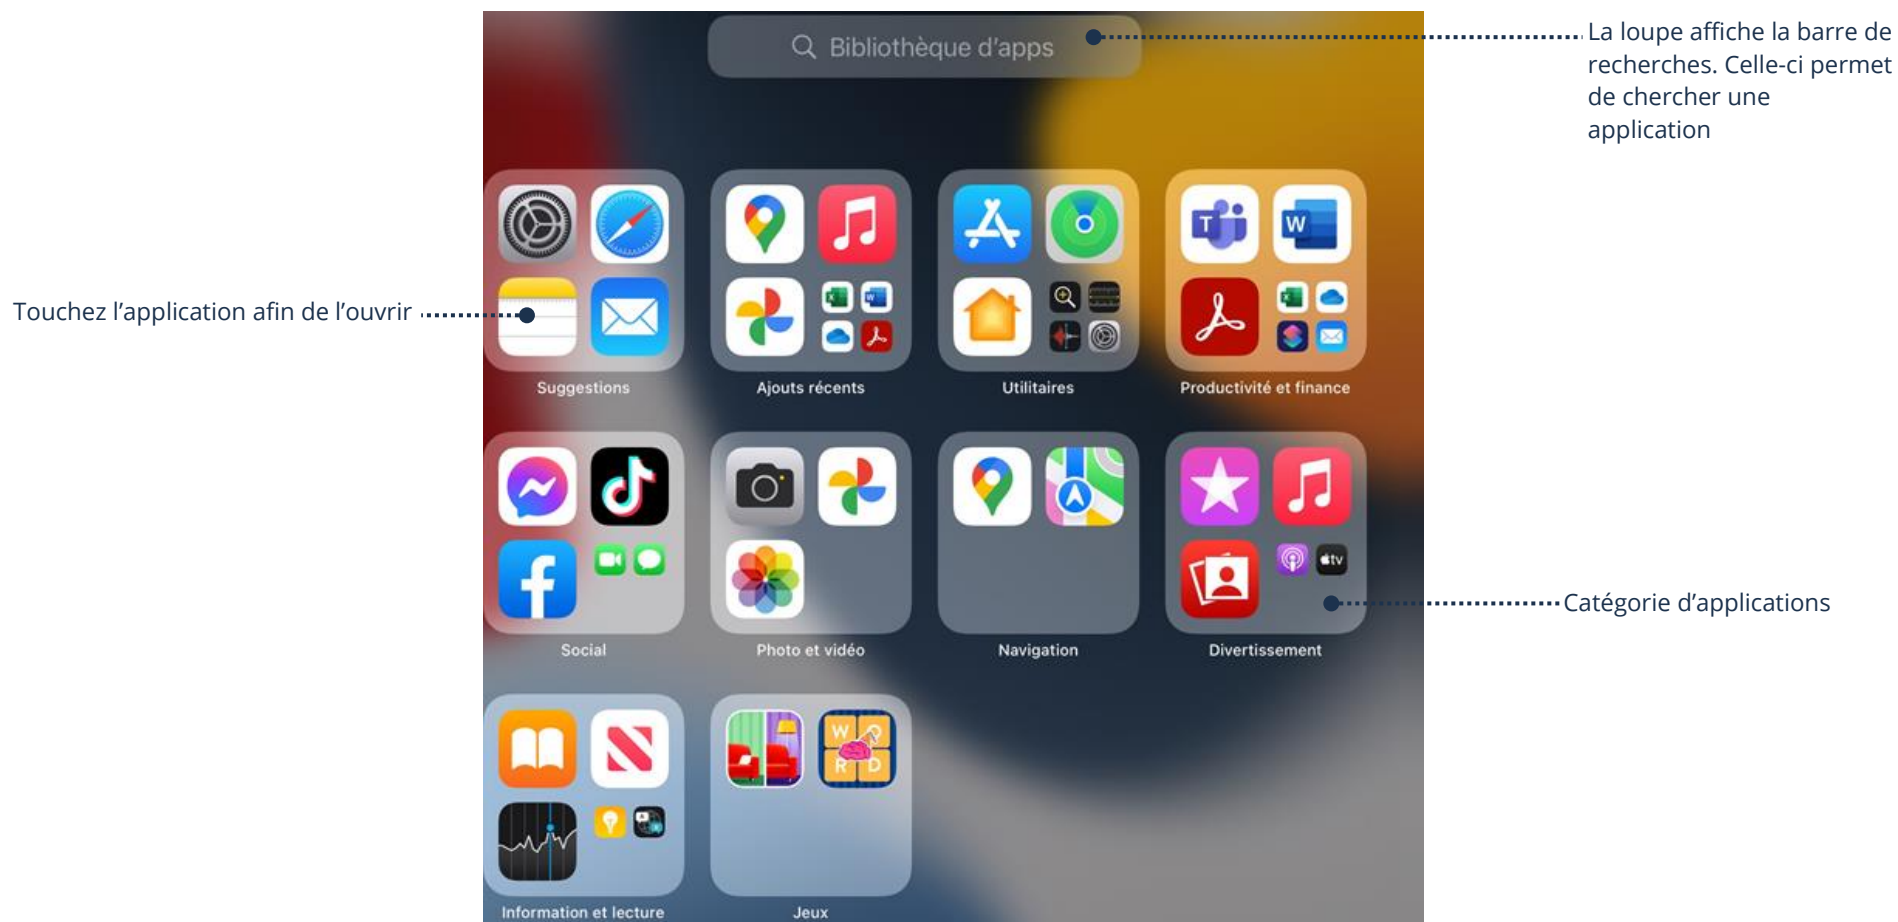 Bibliothèque d'apps
La loupe affiche la barre de
recherches. Celle-ci permet
de chercher une
application
Touchez l'application afin de l'ouvrir
T
W
Suggestions
Ajouts récents
Utilitaires
Productivité et finance
tv
Catégorie d'applications
Social
Photo et vidéo
Navigation
Divertissement
W O
R D
Information et lecture
Jeux